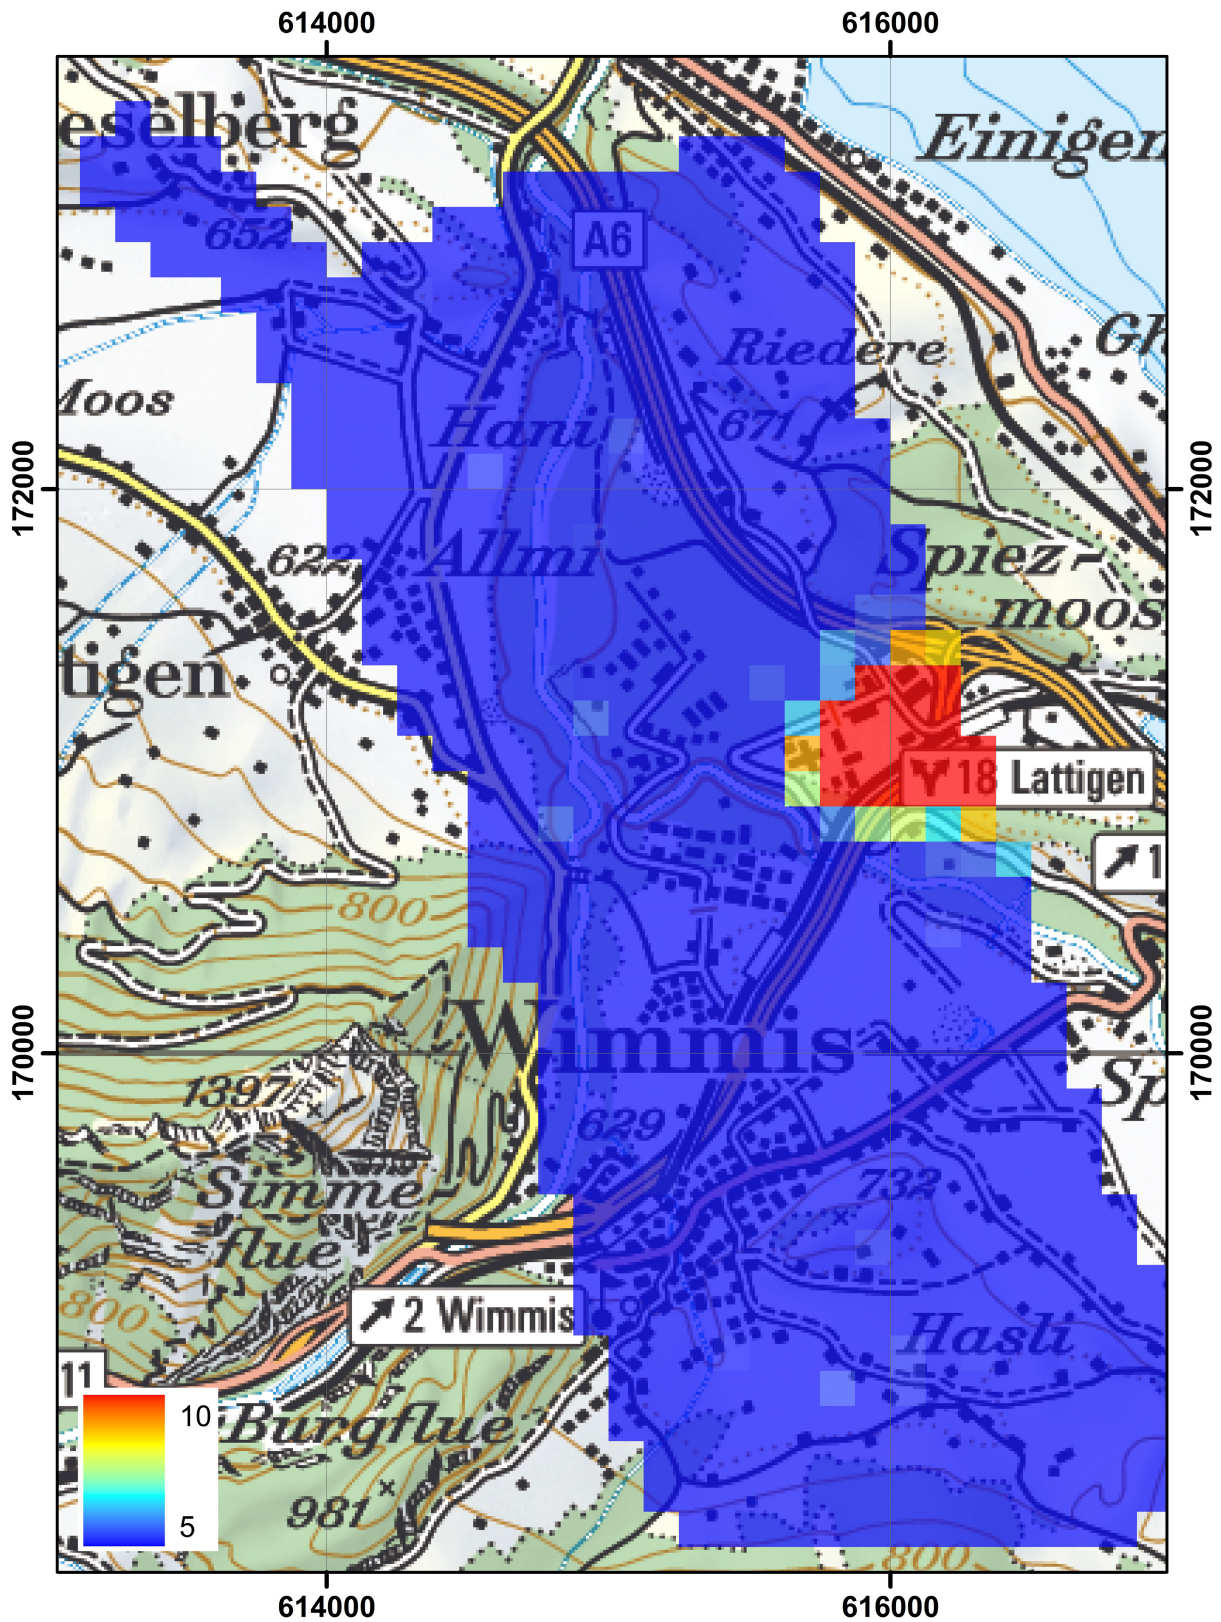 614000 616000
eselberg
Einigen
652
A6
Riedere
Gl
Moos
Hani
671
172000 172000
622
Allmi
Spiez-
moos
tigen
18 Lattigen
1
800
Wimmis
170000 170000
Sp
1397
629
Simme-
flue
732
800
2 Wimmis
Hasli
11
10
Burgflue
5
981
800
614000 616000